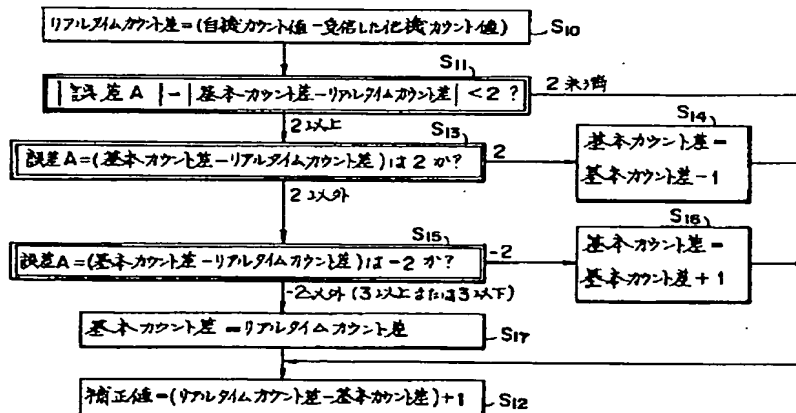 リアルタイムカウント差=(自機カウント値-受信した他機カウント値)
S10
S11
|誤差A|-|基本カウント差-リアルタイムカウント差|<2?
2未満
2以上
S13
誤差A=(基本カウント差-リアルタイムカウント差)は2か?
2
S14
基本カウント差=
基本カウント差-1
2以外
S15
誤差A=(基本カウント差-リアルタイムカウント差)は-2か?
-2
S16
基本カウント差=
基本カウント差+1
-2以外(3以上または3以下)
基本カウント差=リアルタイムカウント差
S17
補正値=(リアルタイムカウント差-基本カウント差)+1
S12